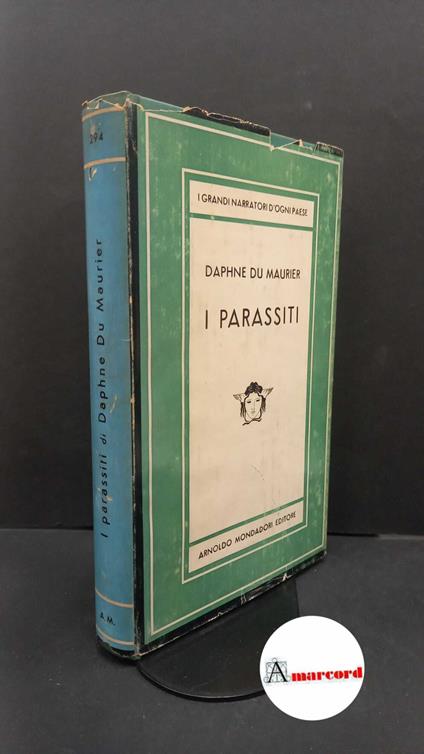 294
I parassiti di Daphne Du Maurier
A.M.
I GRANDI NARRATORI D'OGNI PAESE
DAPHNE DU MAURIER
I PARASSITI
ARNOLDO MONDADORI EDITORE
Amarcord